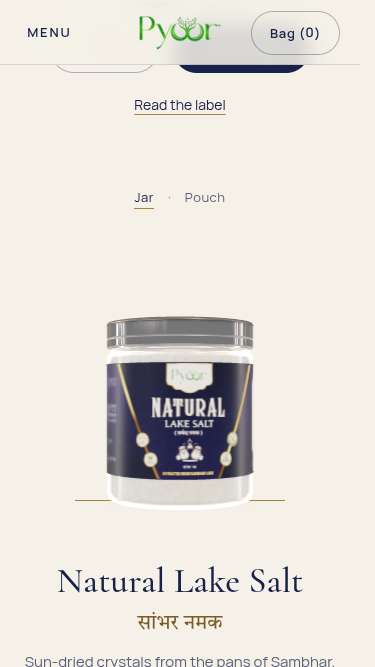 MENU
Pyoor
Bag (0)
Read the label
Jar · Pouch
Pyoor
NATURAL
LAKE SALT
Natural Lake Salt
सांभर नमक
Sun-dried crystals from the pans of Sambhar,